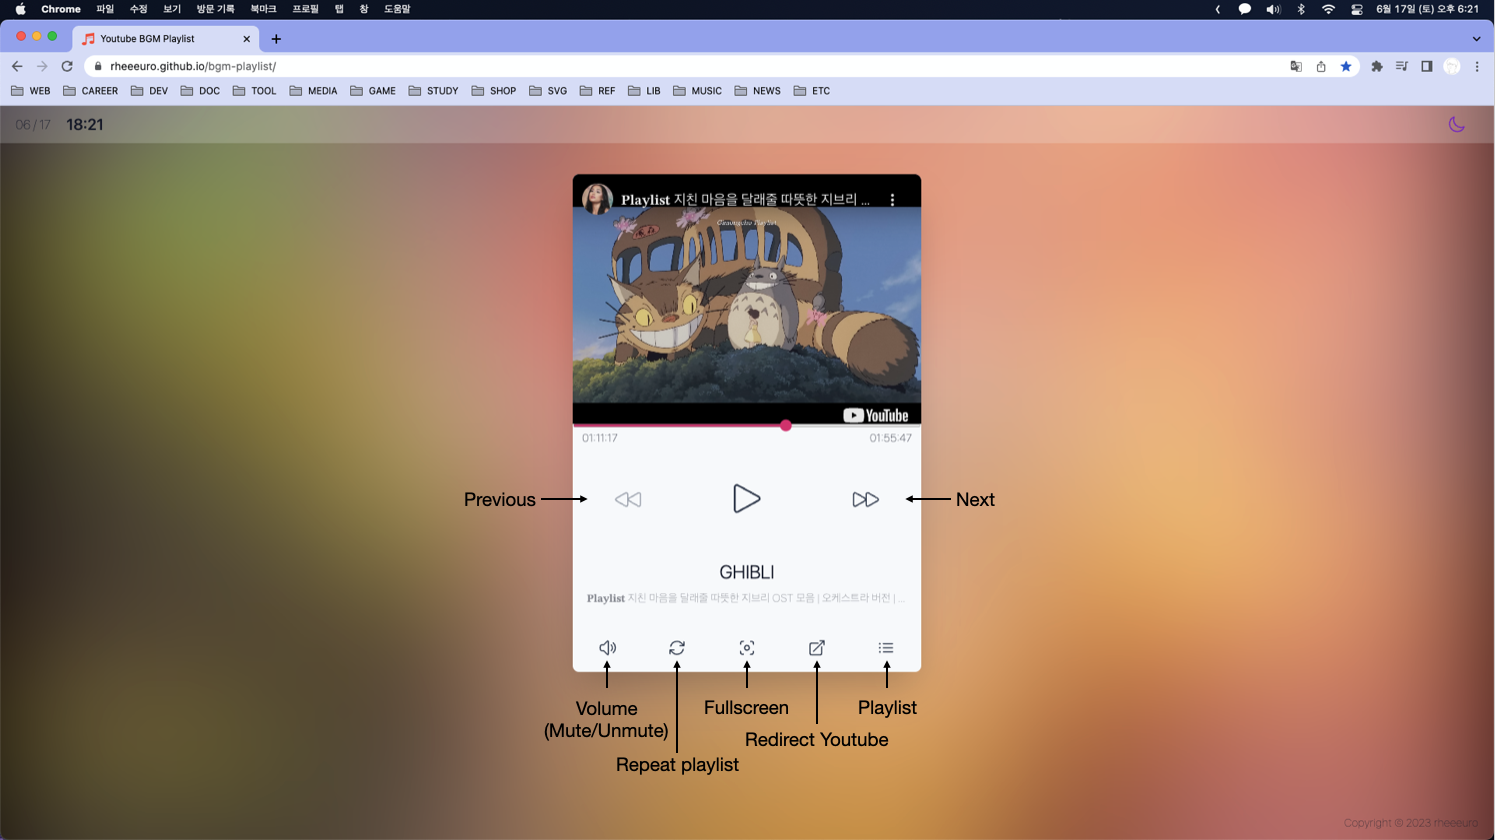 Chrome 파일 수정 보기 방문 기록 북마크 프로필 탭 창 도움말 6월 17일 (토) 오후 6:21
Youtube BGM Playlist
rheeeuro.github.io/bgm-playlist/
WEB CAREER DEV DOC TOOL MEDIA GAME STUDY SHOP SVG REF LIB MUSIC NEWS ETC
06 / 17 18:21
Playlist 지친 마음을 달래줄 따뜻한 지브리 ...
YouTube
01:11:17 01:55:47
Previous Next
GHIBLI
Playlist 지친 마음을 달래줄 따뜻한 지브리 OST 모음 | 오케스트라 버전 | ...
Volume
(Mute/Unmute)
Fullscreen
Playlist
Redirect Youtube
Repeat playlist
Copyright © 2023 rheeeuro